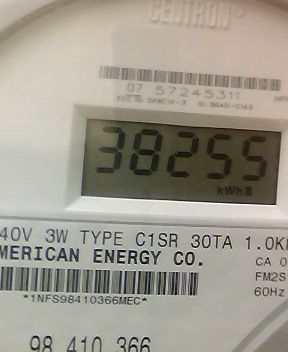 CENTRON
07 57245311
38255
kWh
40V 3W TYPE C1SR 30TA 1.0K
MERICAN ENERGY CO.
CA 0
FM2S
*1NFS98410366MEC*
60Hz
98 410 366